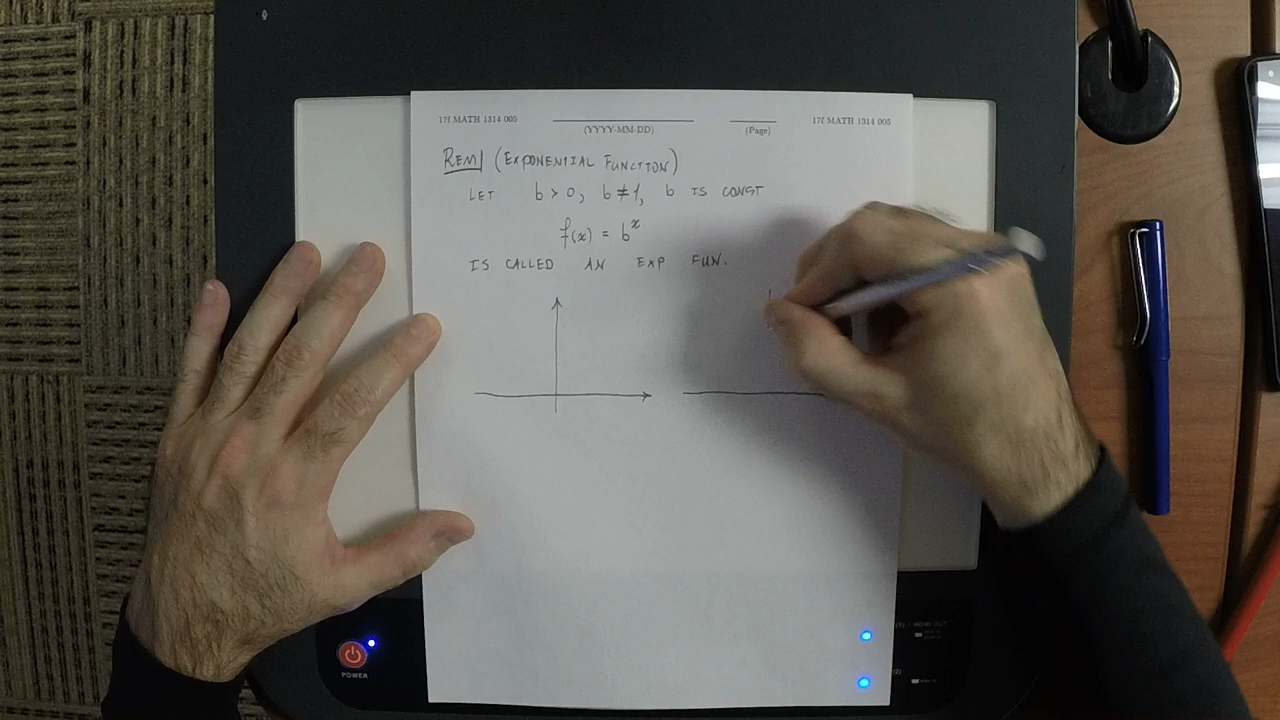 17f MATH 1314 005
(YYYY-MM-DD)
(Page)
17f MATH 1314 005
REM (EXPONENTIAL FUNCTION)
LET b > 0, b ≠ 1, b IS CONST
f(x) = b^x
IS CALLED AN EXP FUN.
POWER